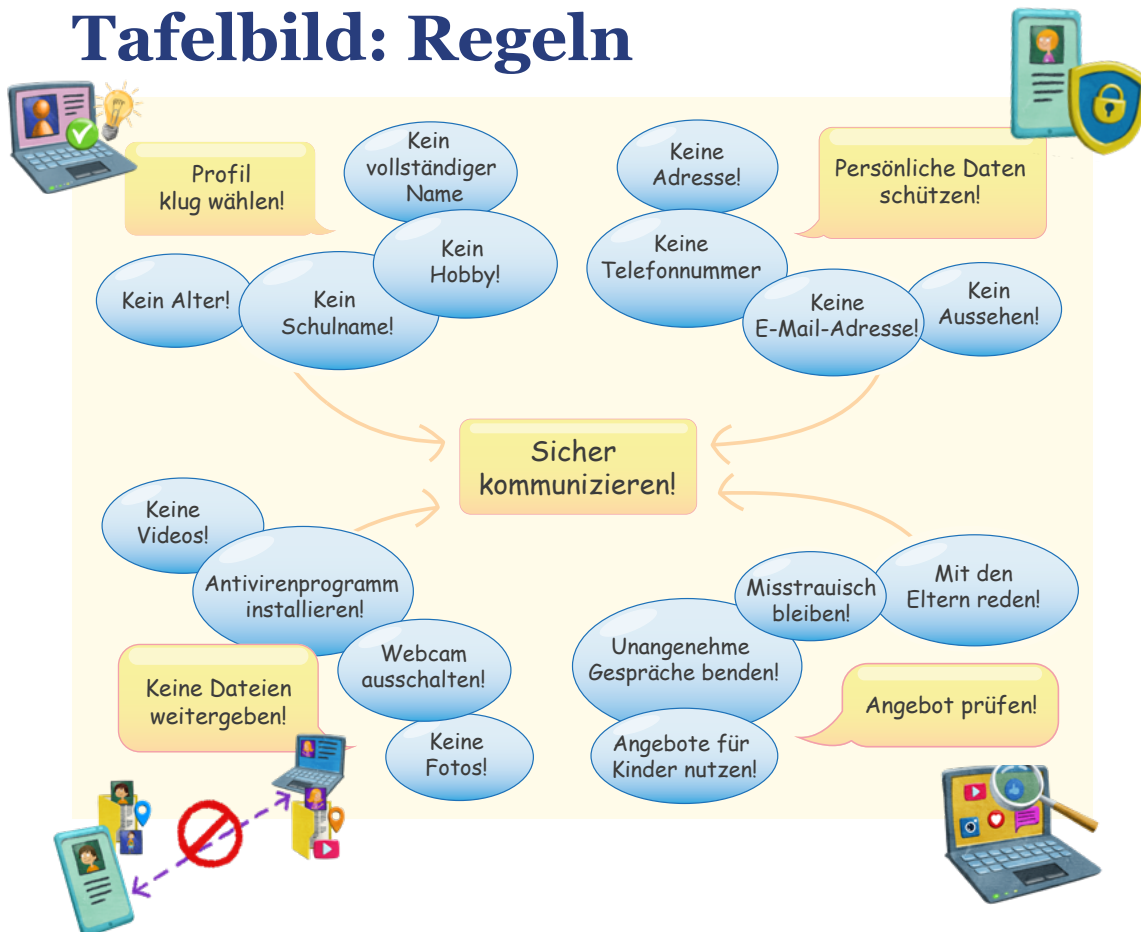 Tafelbild: Regeln
Profil
klug wählen!
Kein
vollständiger
Name
Kein
Hobby!
Kein
Schulname!
Kein Alter!
Persönliche Daten
schützen!
Keine
Adresse!
Keine
Telefonnummer
Keine
E-Mail-Adresse!
Kein
Aussehen!
Sicher
kommunizieren!
Keine
Videos!
Antivirenprogramm
installieren!
Webcam
ausschalten!
Keine
Fotos!
Keine Dateien
weitergeben!
Mit den
Eltern reden!
Misstrauisch
bleiben!
Unangenehme
Gespräche benden!
Angebote für
Kinder nutzen!
Angebot prüfen!